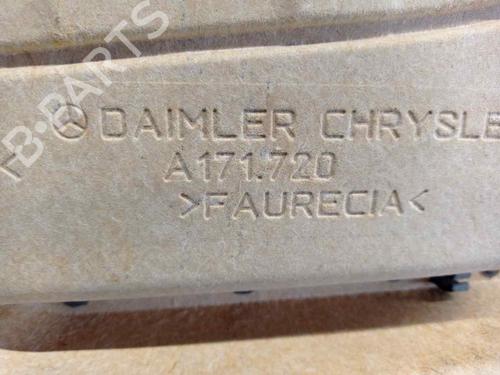 DAIMLER CHRYSLE
A171.720
>FAURECIA<
B-PARTS